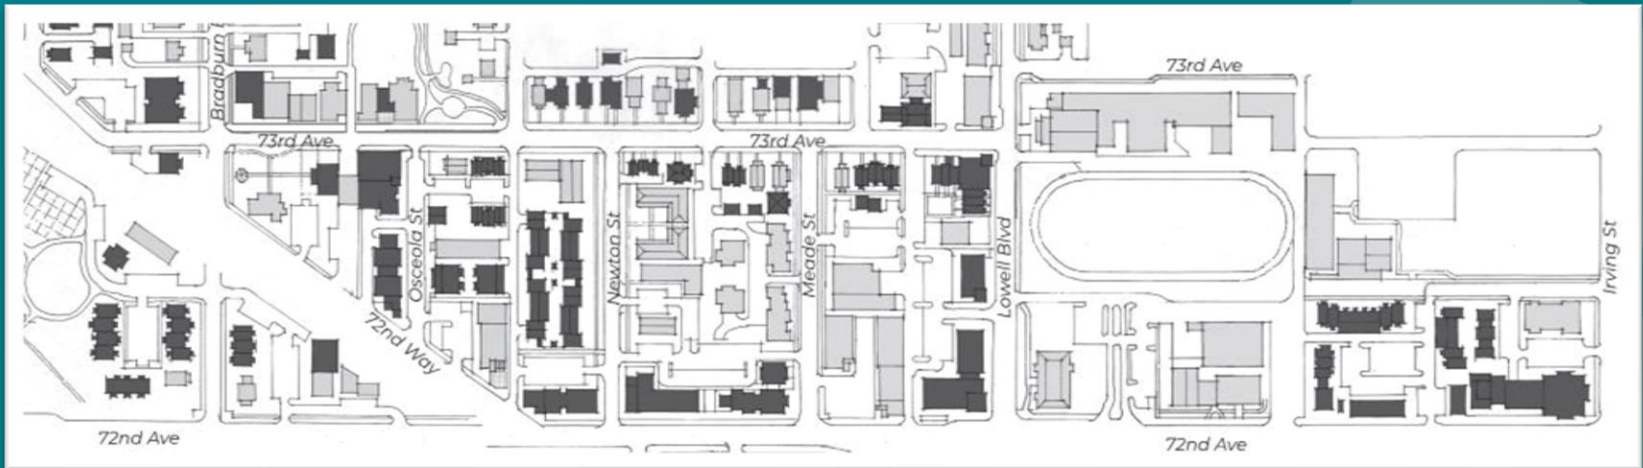 Bradburn
73rd Ave
73rd Ave
73rd Ave
Osceola St
Newton St
Meade St
Lowell Blvd
Irving St
72nd Way
72nd Ave
72nd Ave